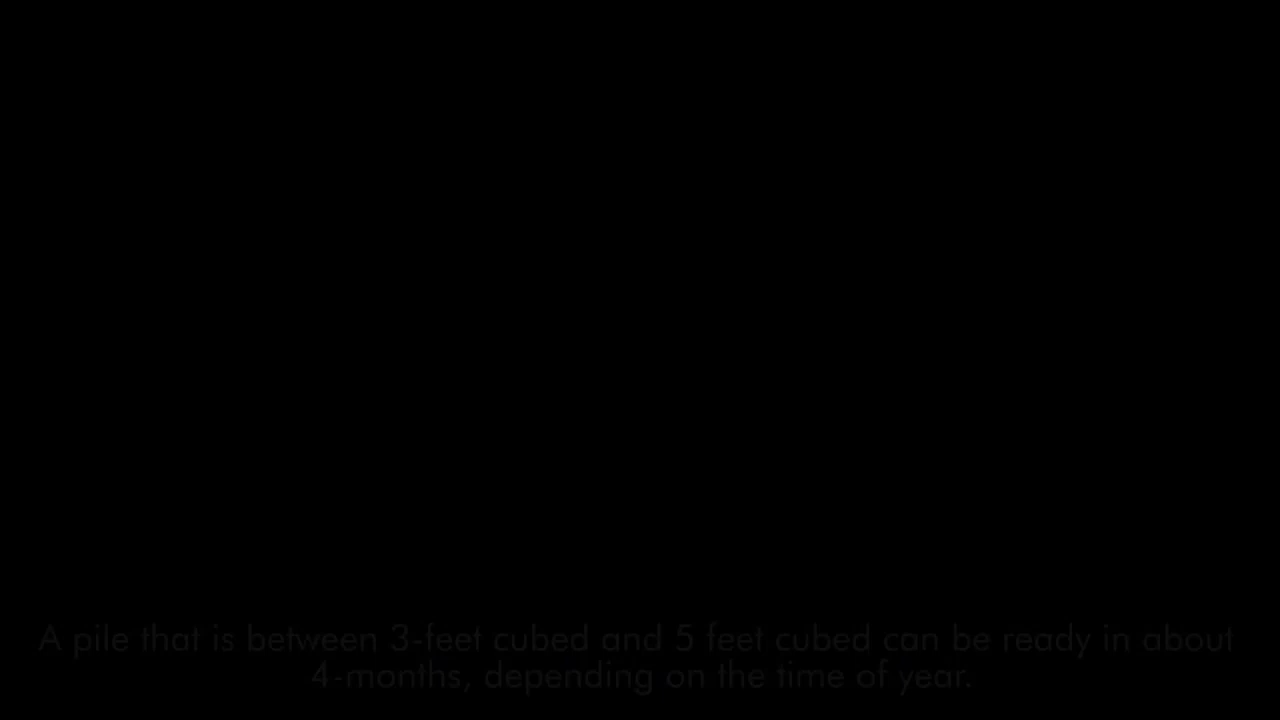 A pile that is between 3-feet cubed and 5 feet cubed can be ready in about
4-months, depending on the time of year.